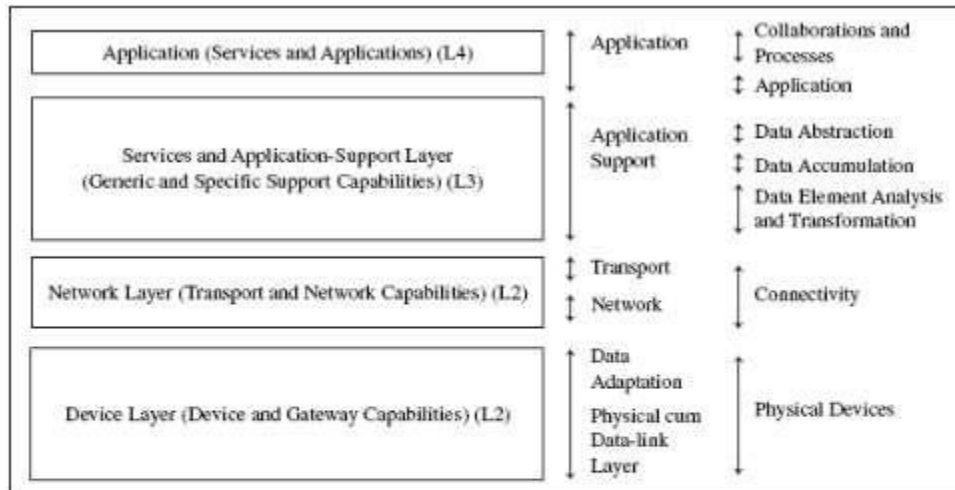 Application (Services and Applications) (L4)
Services and Application-Support Layer
(Generic and Specific Support Capabilities) (L3)
Network Layer (Transport and Network Capabilities) (L2)
Device Layer (Device and Gateway Capabilities) (L2)
Application
Application
Support
Transport
Network
Data
Adaptation
Physical cum
Data-link
Layer
Collaborations and
Processes
Application
Data Abstraction
Data Accumulation
Data Element Analysis
and Transformation
Connectivity
Physical Devices